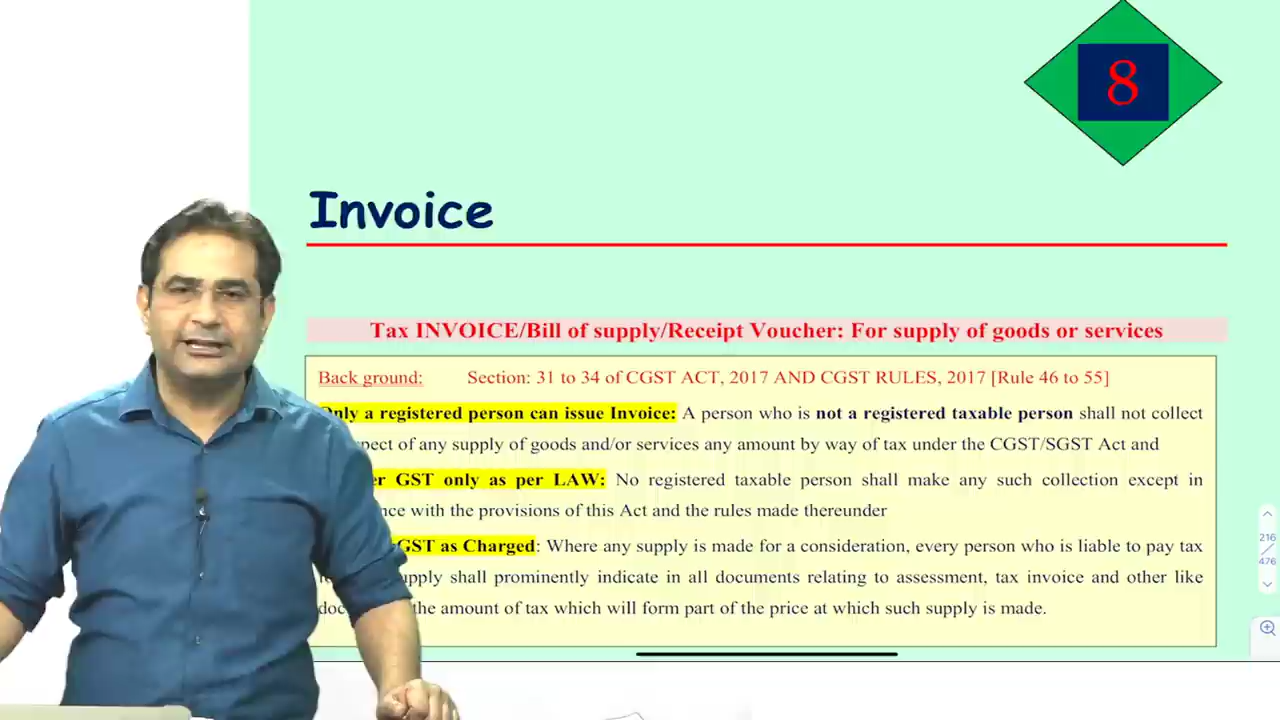 8
Invoice
Tax INVOICE/Bill of supply/Receipt Voucher: For supply of goods or services
Back ground: Section: 31 to 34 of CGST ACT, 2017 AND CGST RULES, 2017 [Rule 46 to 55]
Only a registered person can issue Invoice: A person who is not a registered taxable person shall not collect
of any supply of goods and/or services any amount by way of tax under the CGST/SGST Act and
GST only as per LAW: No registered taxable person shall make any such collection except in
with the provisions of this Act and the rules made thereunder
GST as Charged: Where any supply is made for a consideration, every person who is liable to pay tax
shall prominently indicate in all documents relating to assessment, tax invoice and other like
the amount of tax which will form part of the price at which such supply is made.
216
476